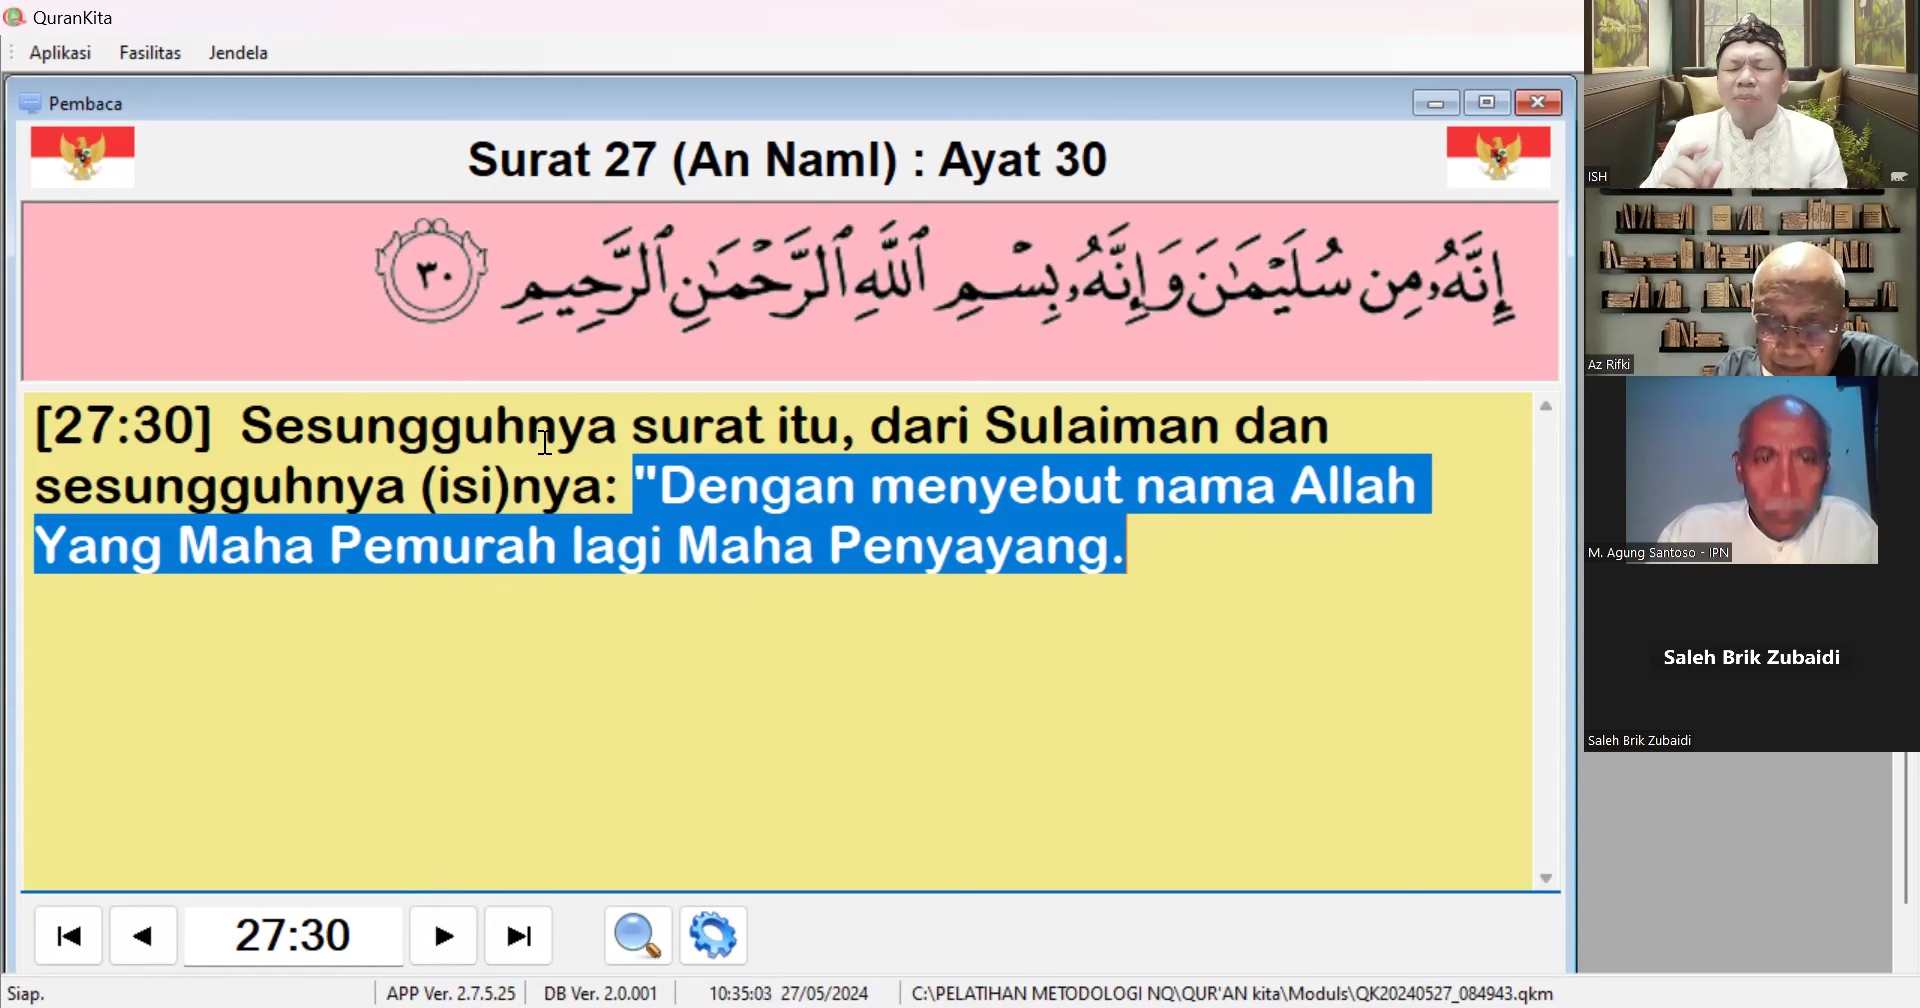 QuranKita
Aplikasi Fasilitas Jendela
Pembaca
Surat 27 (An Naml) : Ayat 30
إِنَّهُۥ مِن سُلَيْمَـٰنَ وَإِنَّهُۥ بِسْمِ ٱللَّهِ ٱلرَّحْمَـٰنِ ٱلرَّحِيمِ ٣٠
[27:30] Sesungguhnya surat itu, dari Sulaiman dan
sesungguhnya (isi)nya: "Dengan menyebut nama Allah
Yang Maha Pemurah lagi Maha Penyayang.
27:30
Siap. APP Ver. 2.7.5.25 DB Ver. 2.0.001 10:35:03 27/05/2024 C:\PELATIHAN METODOLOGI NQ\QUR'AN kita\Moduls\QK20240527_084943.qkm
ISH
Az Rifki
M. Agung Santoso - IPN
Saleh Brik Zubaidi
Saleh Brik Zubaidi